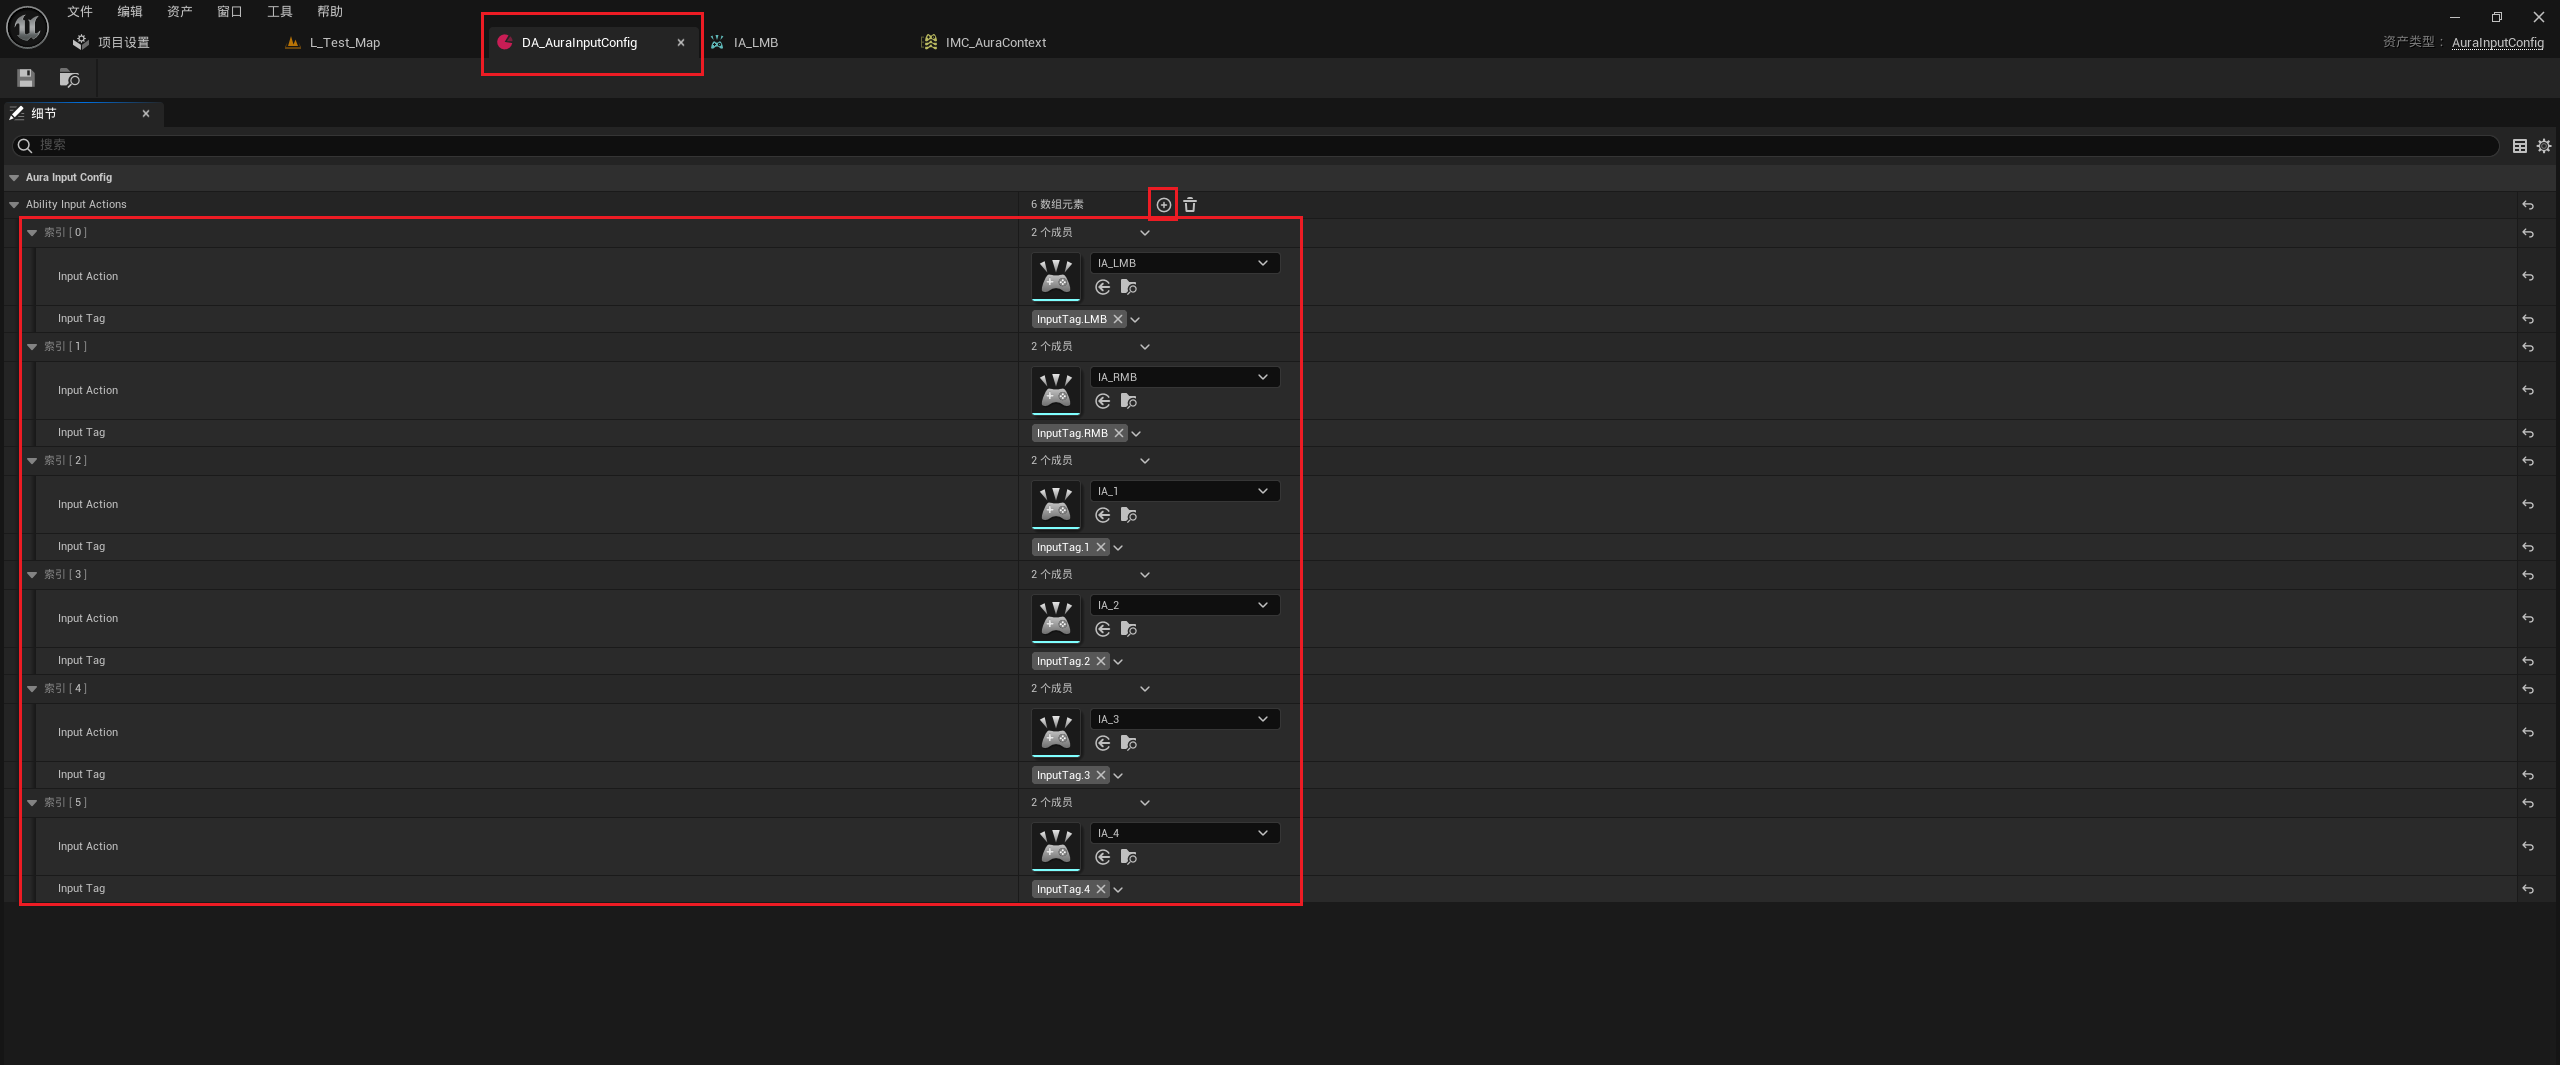 文件 编辑 资产 窗口 工具 帮助
项目设置 L_Test_Map DA_AuraInputConfig IA_LMB IMC_AuraContext 资产类型： AuraInputConfig
细节
搜索
Aura Input Config
Ability Input Actions 6 数组元素
索引 [ 0 ] 2 个成员
IA_LMB
Input Action
Input Tag InputTag.LMB
索引 [ 1 ] 2 个成员
IA_RMB
Input Action
Input Tag InputTag.RMB
索引 [ 2 ] 2 个成员
IA_1
Input Action
Input Tag InputTag.1
索引 [ 3 ] 2 个成员
IA_2
Input Action
Input Tag InputTag.2
索引 [ 4 ] 2 个成员
IA_3
Input Action
Input Tag InputTag.3
索引 [ 5 ] 2 个成员
IA_4
Input Action
Input Tag InputTag.4